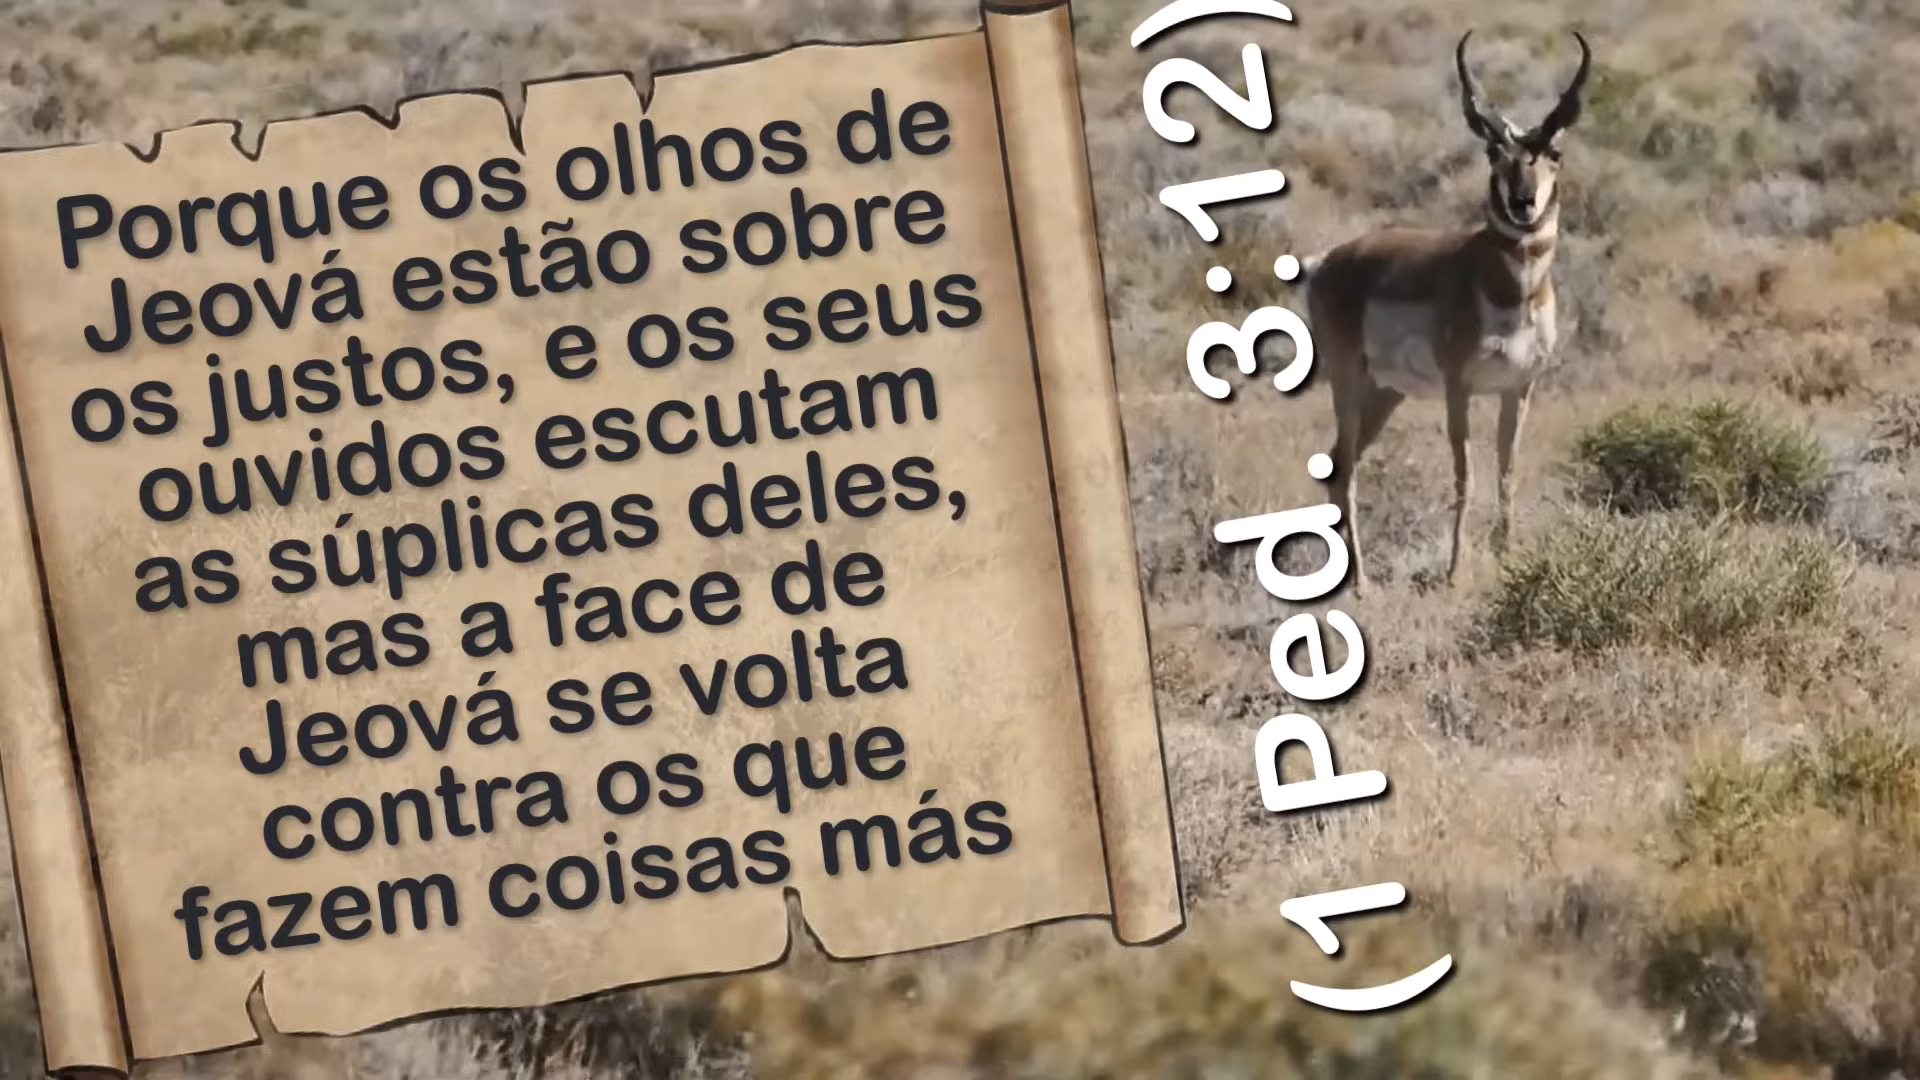 Porque os olhos de
Jeová estão sobre
os justos, e os seus
ouvidos escutam
as súplicas deles,
mas a face de
Jeová se volta
contra os que
fazem coisas más
(1 Ped. 3:12)